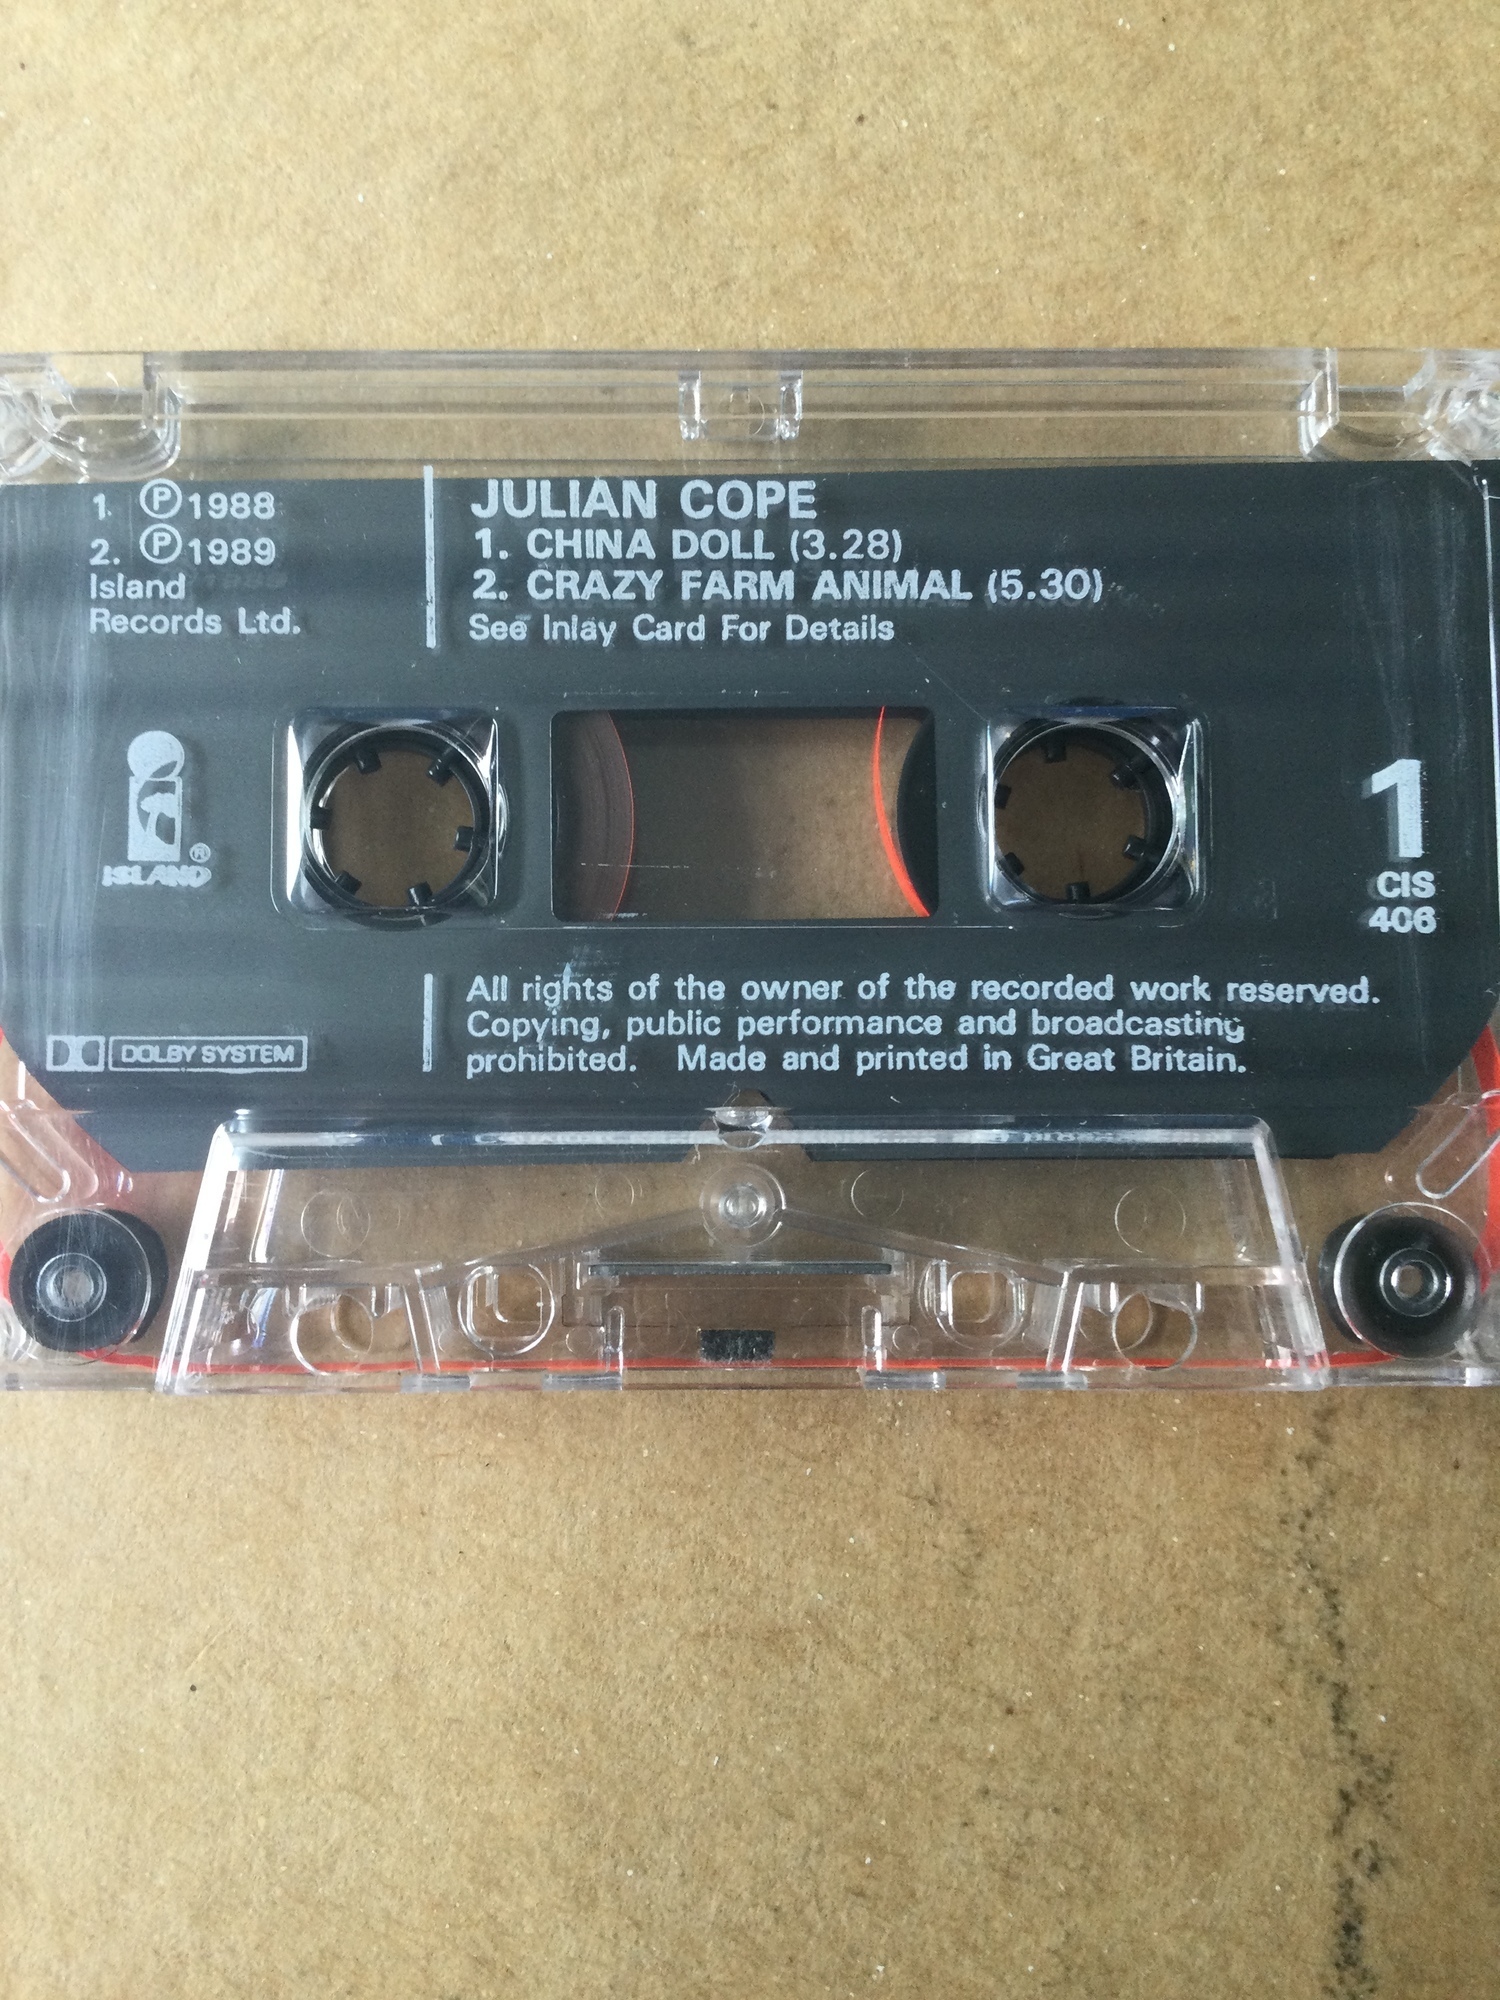 1. ℗1988
2. ℗1989
Island
Records Ltd.
JULIAN COPE
1. CHINA DOLL (3.28)
2. CRAZY FARM ANIMAL (5.30)
See Inlay Card For Details
ISLAND®
1
CIS
406
DOLBY SYSTEM
All rights of the owner of the recorded work reserved.
Copying, public performance and broadcasting
prohibited. Made and printed in Great Britain.